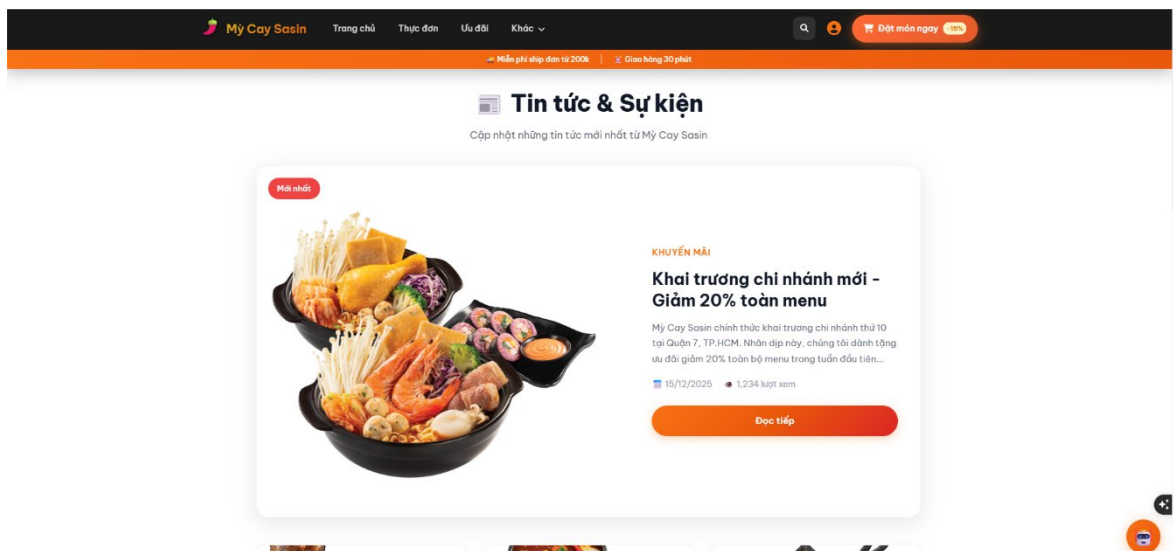 Mỳ Cay Sasin Trang chủ Thực đơn Ưu đãi Khác Đặt món ngay -18%
Miễn phí ship đơn từ 200k | Giao hàng 30 phút
Tin tức & Sự kiện
Cập nhật những tin tức mới nhất từ Mỳ Cay Sasin
Mới nhất
KHUYẾN MÃI
Khai trương chi nhánh mới -
Giảm 20% toàn menu
Mỳ Cay Sasin chính thức khai trương chi nhánh thứ 10
tại Quận 7, TP.HCM. Nhân dịp này, chúng tôi dành tặng
ưu đãi giảm 20% toàn bộ menu trong tuần đầu tiên...
15/12/2025 1,234 lượt xem
Đọc tiếp